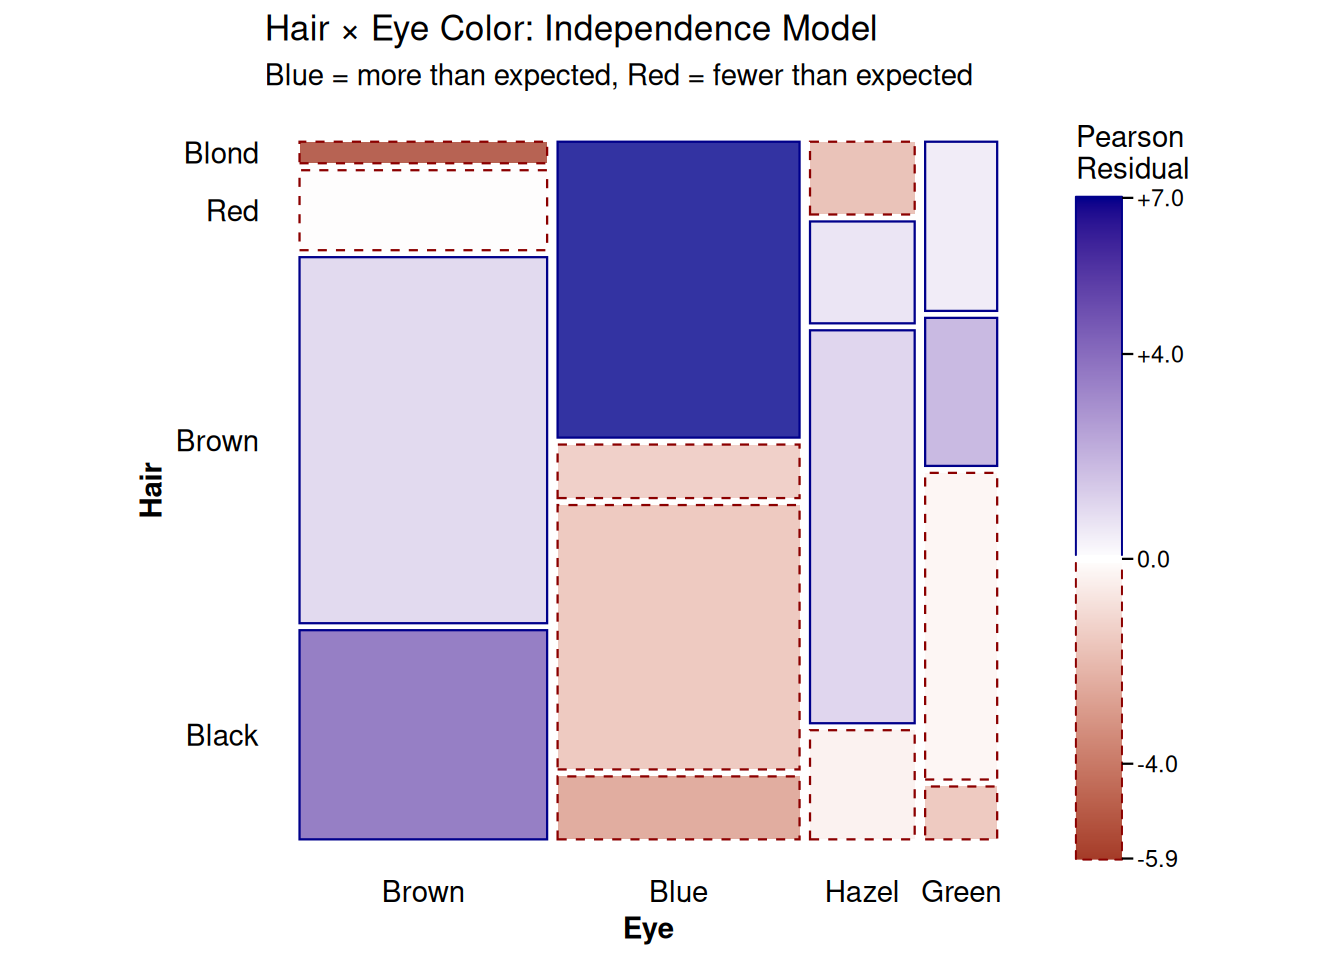 Hair × Eye Color: Independence Model
Blue = more than expected, Red = fewer than expected
Blond
Red
Brown
Black
Hair
Brown
Blue
Hazel
Green
Eye
Pearson
Residual
+7.0
+4.0
0.0
-4.0
-5.9